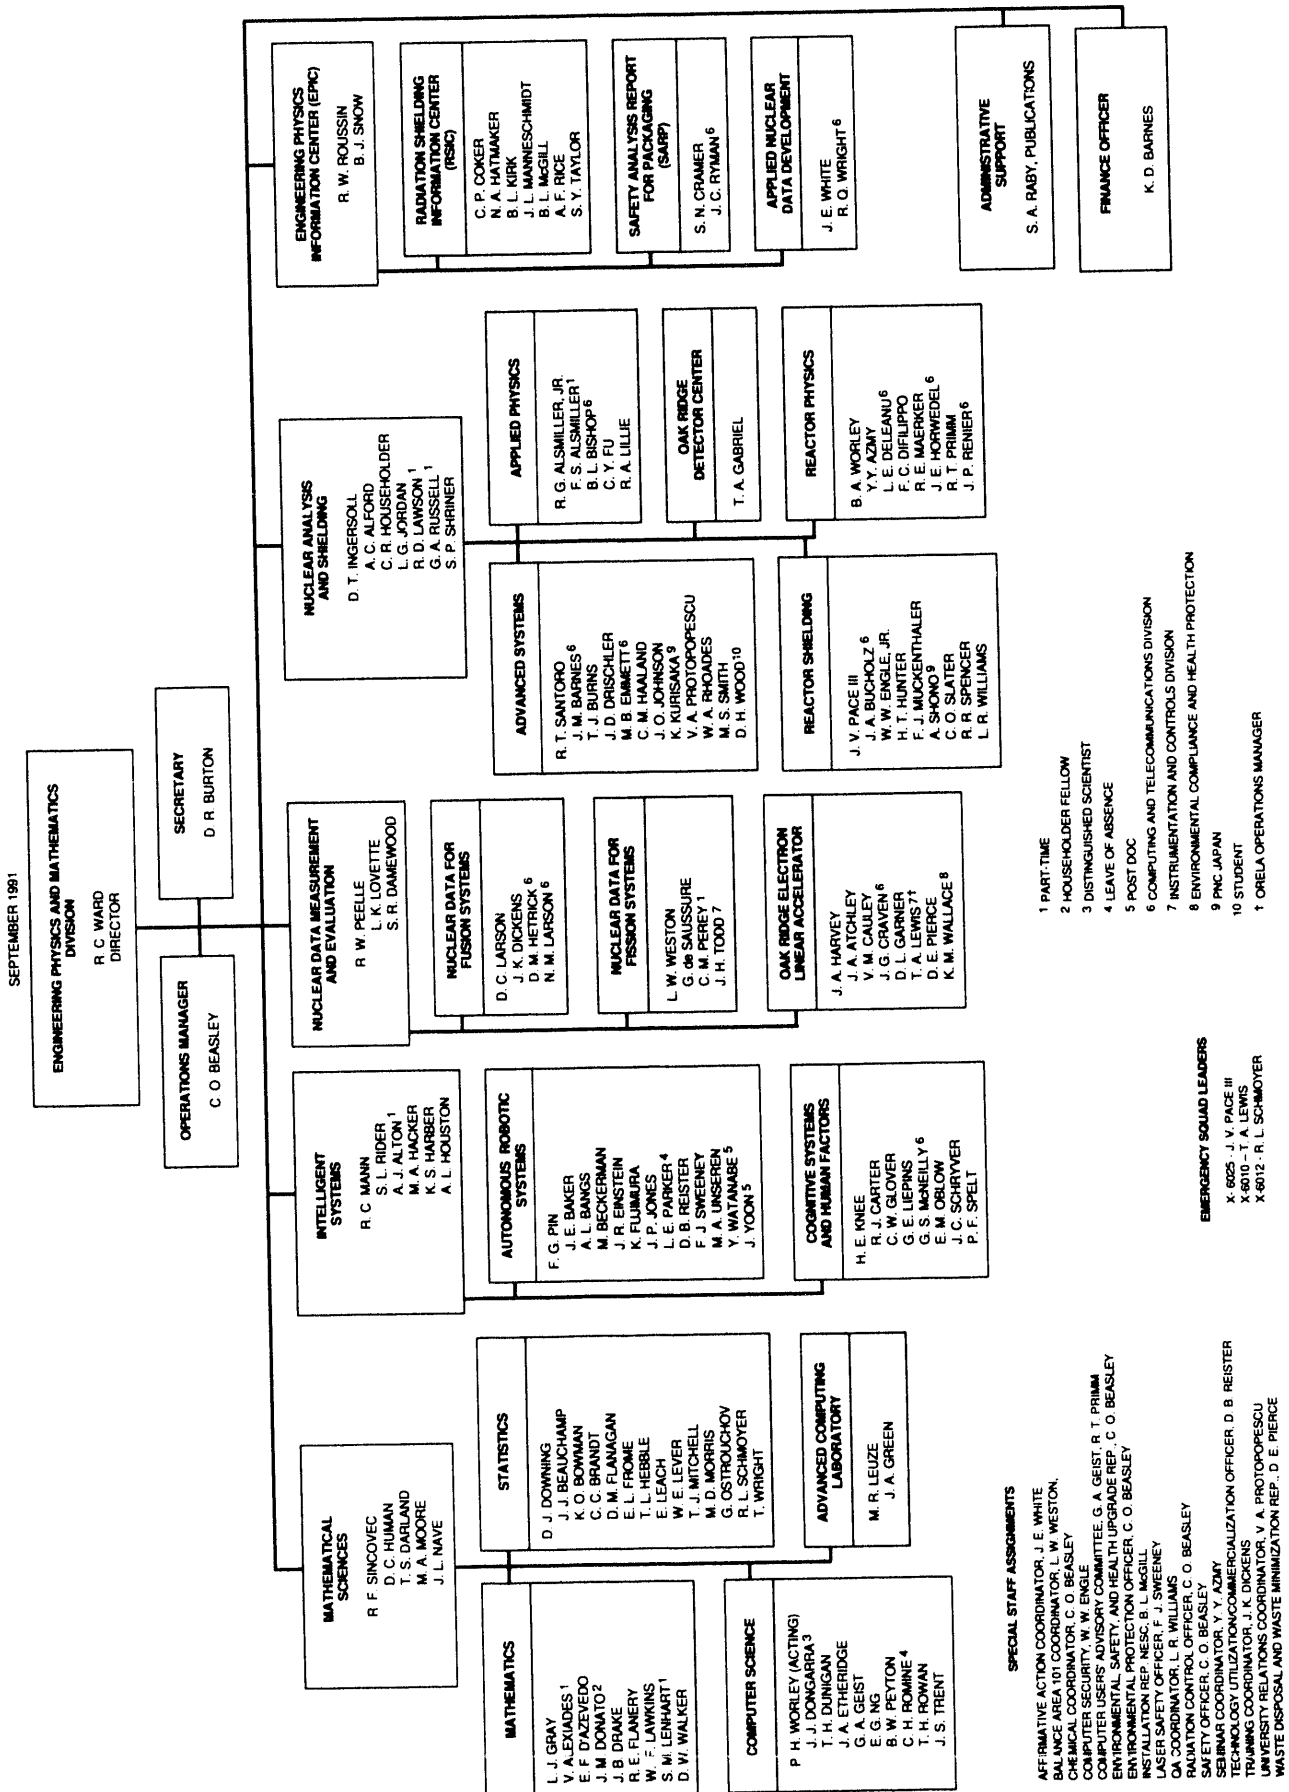 SEPTEMBER 1991
ENGINEERING PHYSICS AND MATHEMATICS
DIVISION
R. C. WARD
DIRECTOR
OPERATIONS MANAGER
C. O. BEASLEY
SECRETARY
D. R. BURTON
MATHEMATICAL
SCIENCES
R. F. SINCOVEC
D. C. HUMAN
T. S. DARLAND
M. A. MOORE
J. L. NAVE
MATHEMATICS
L. J. GRAY
V. ALEXIADES 1
E. F. D'AZEVEDO
J. M. DONATO 2
J. B. DRAKE
R. E. FLANERY
W. F. LAWKINS
S. M. LENHART 1
D. W. WALKER
STATISTICS
D. J. DOWNING
J. J. BEAUCHAMP
K. O. BOWMAN
C. C. BRANDT
D. M. FLANAGAN
E. L. FROME
T. L. HEBBLE
E. LEACH
W. E. LEVER
T. J. MITCHELL
M. D. MORRIS
G. OSTROUCHOV
R. L. SCHMOYER
T. WRIGHT
COMPUTER SCIENCE
P. H. WORLEY (ACTING)
J. J. DONGARRA 3
T. H. DUNIGAN
J. A. ETHERIDGE
G. A. GEIST
E. G. NG
B. W. PEYTON
C. H. ROMINE 4
T. H. ROWAN
J. S. TRENT
ADVANCED COMPUTING
LABORATORY
M. R. LEUZE
J. A. GREEN
INTELLIGENT
SYSTEMS
R. C. MANN
S. L. RIDER
A. J. ALTON 1
M. A. HACKER
K. S. HARBER
A. L. HOUSTON
AUTONOMOUS ROBOTIC
SYSTEMS
F. G. PIN
J. E. BAKER
A. L. BANGS
M. BECKERMAN
J. R. EINSTEIN
K. FUJIMURA
J. P. JONES
L. E. PARKER 4
D. B. REISTER
F. J. SWEENEY
M. A. UNSEREN
Y. WATANABE 5
J. YOON 5
COGNITIVE SYSTEMS
AND HUMAN FACTORS
H. E. KNEE
R. J. CARTER
C. W. GLOVER
G. E. LIEPINS
G. S. McNEILLY 6
E. M. OBLOW
J. C. SCHRYVER
P. F. SPELT
NUCLEAR DATA MEASUREMENT
AND EVALUATION
R. W. PEELLE
L. K. LOVETTE
S. R. DAMEWOOD
NUCLEAR DATA FOR
FUSION SYSTEMS
D. C. LARSON
J. K. DICKENS
D. M. HETRICK 6
N. M. LARSON 6
NUCLEAR DATA FOR
FISSION SYSTEMS
L. W. WESTON
G. de SAUSSURE
C. M. PEREY 1
J. H. TODD 7
OAK RIDGE ELECTRON
LINEAR ACCELERATOR
J. A. HARVEY
J. A. ATCHLEY
V. M. CAULEY
J. G. CRAVEN 6
D. L. GARNER
T. A. LEWIS 7†
D. E. PIERCE
K. M. WALLACE 8
NUCLEAR ANALYSIS
AND SHIELDING
D. T. INGERSOLL
A. C. ALFORD
C. R. HOUSEHOLDER
L. G. JORDAN
R. D. LAWSON 1
G. A. RUSSELL 1
S. P. SHRINER
ADVANCED SYSTEMS
R. T. SANTORO
J. M. BARNES 6
T. J. BURNS
J. D. DRISCHLER
M. B. EMMETT 6
C. M. HAALAND
J. O. JOHNSON
K. KURISAKA 9
V. A. PROTOPOPESCU
W. A. RHOADES
M. S. SMITH
D. H. WOOD 10
APPLIED PHYSICS
R. G. ALSMILLER, JR.
F. S. ALSMILLER 1
B. L. BISHOP 6
C. Y. FU
R. A. LILLIE
OAK RIDGE
DETECTOR CENTER
T. A. GABRIEL
REACTOR SHIELDING
J. V. PACE III
J. A. BUCHOLZ 6
W. W. ENGLE, JR.
H. T. HUNTER
F. J. MUCKENTHALER
A. SHONO 9
C. O. SLATER
R. R. SPENCER
L. R. WILLIAMS
REACTOR PHYSICS
B. A. WORLEY
Y. Y. AZMY
L. E. DELEANU 6
F. C. DIFILIPPO
R. E. MAERKER
J. E. HORWEDEL 6
R. T. PRIMM
J. P. RENIER 6
ENGINEERING PHYSICS
INFORMATION CENTER (EPIC)
R. W. ROUSSIN
B. J. SNOW
RADIATION SHIELDING
INFORMATION CENTER
(RSIC)
C. P. COKER
N. A. HATMAKER
B. L. KIRK
J. L. MANNESCHMIDT
B. L. McGILL
A. F. RICE
S. Y. TAYLOR
SAFETY ANALYSIS REPORT
FOR PACKAGING
(SARP)
S. N. CRAMER
J. C. RYMAN 6
APPLIED NUCLEAR
DATA DEVELOPMENT
J. E. WHITE
R. Q. WRIGHT 6
ADMINISTRATIVE
SUPPORT
S. A. RABY, PUBLICATIONS
FINANCE OFFICER
K. D. BARNES
SPECIAL STAFF ASSIGNMENTS
AFFIRMATIVE ACTION COORDINATOR, J. E. WHITE
BALANCE AREA 101 COORDINATOR, L. W. WESTON,
CHEMICAL COORDINATOR, C. O. BEASLEY
COMPUTER SECURITY, W. W. ENGLE
COMPUTER USERS' ADVISORY COMMITTEE, G. A. GEIST, R. T. PRIMM
ENVIRONMENTAL, SAFETY, AND HEALTH UPGRADE REP., C. O. BEASLEY
ENVIRONMENTAL PROTECTION OFFICER, C. O. BEASLEY
INSTALLATION REP. NESC, B. L. McGILL
LASER SAFETY OFFICER, F. J. SWEENEY
QA COORDINATOR, L. R. WILLIAMS
RADIATION CONTROL OFFICER, C. O. BEASLEY
SAFETY OFFICER, C. O. BEASLEY
SEMINAR COORDINATOR, Y. Y. AZMY
TECHNOLOGY UTILIZATION/COMMERCIALIZATION OFFICER, D. B. REISTER
TRAINING COORDINATOR, J. K. DICKENS
UNIVERSITY RELATIONS COORDINATOR, V. A. PROTOPOPESCU
WASTE DISPOSAL AND WASTE MINIMIZATION REP., D. E. PIERCE
EMERGENCY SQUAD LEADERS
X-6025 - J. V. PACE III
X-6010 - T. A. LEWIS
X-6012 - R. L. SCHMOYER
1 PART-TIME
2 HOUSEHOLDER FELLOW
3 DISTINGUISHED SCIENTIST
4 LEAVE OF ABSENCE
5 POST DOC
6 COMPUTING AND TELECOMMUNICATIONS DIVISION
7 INSTRUMENTATION AND CONTROLS DIVISION
8 ENVIRONMENTAL COMPLIANCE AND HEALTH PROTECTION
9 PNC JAPAN
10 STUDENT
† ORELA OPERATIONS MANAGER